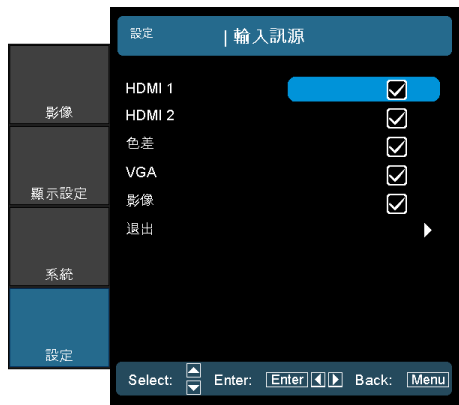 設定 | 輸入訊源
影像
顯示設定
系統
設定
HDMI 1
HDMI 2
色差
VGA
影像
退出
Select: Enter: Enter Back: Menu